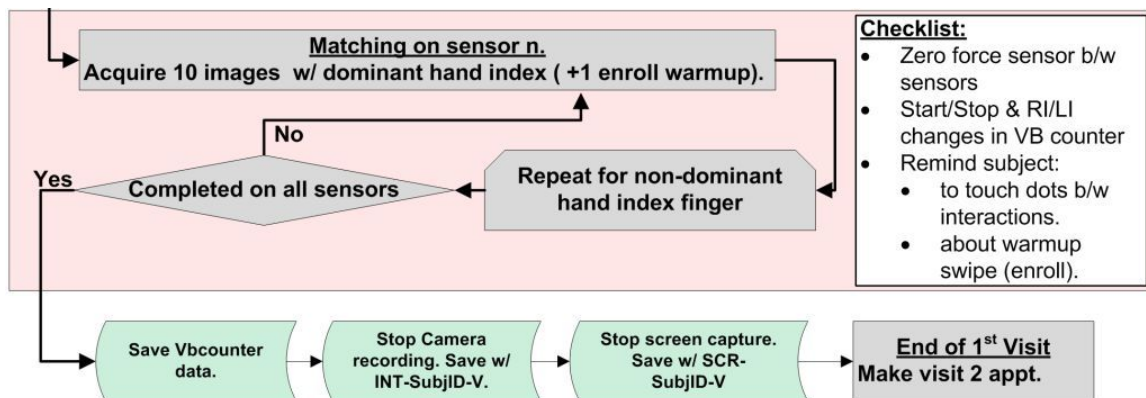 Matching on sensor n.
Acquire 10 images w/ dominant hand index ( +1 enroll warmup).
No
Yes
Completed on all sensors
Repeat for non-dominant
hand index finger
Checklist:
• Zero force sensor b/w
sensors
• Start/Stop & RI/LI
changes in VB counter
• Remind subject:
• to touch dots b/w
interactions.
• about warmup
swipe (enroll).
Save Vbcounter
data.
Stop Camera
recording. Save w/
INT-SubjID-V.
Stop screen capture.
Save w/ SCR-
SubjID-V
End of 1st Visit
Make visit 2 appt.